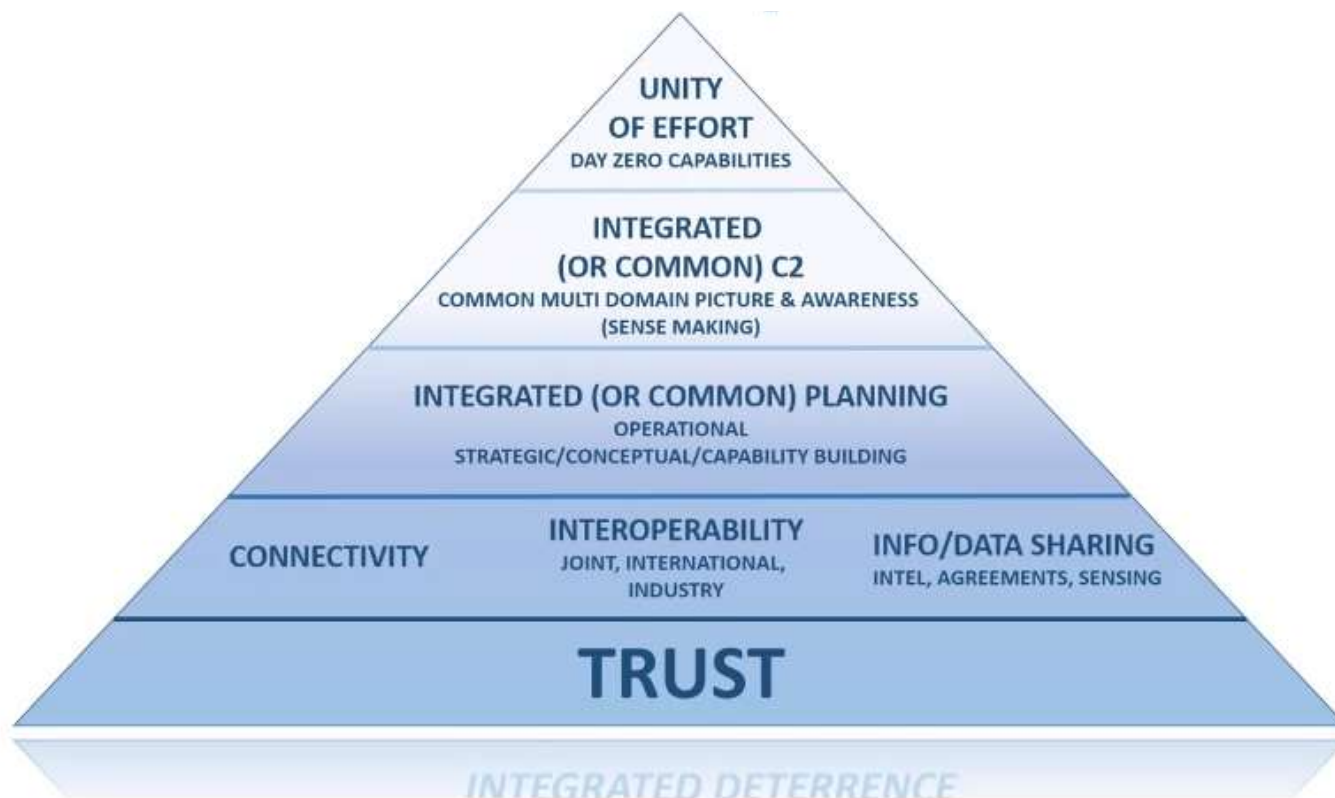 UNITY
OF EFFORT
DAY ZERO CAPABILITIES
INTEGRATED
(OR COMMON) C2
COMMON MULTI DOMAIN PICTURE & AWARENESS
(SENSE MAKING)
INTEGRATED (OR COMMON) PLANNING
OPERATIONAL
STRATEGIC/CONCEPTUAL/CAPABILITY BUILDING
CONNECTIVITY
INTEROPERABILITY
JOINT, INTERNATIONAL,
INDUSTRY
INFO/DATA SHARING
INTEL, AGREEMENTS, SENSING
TRUST
INTEGRATED DETERRENCE